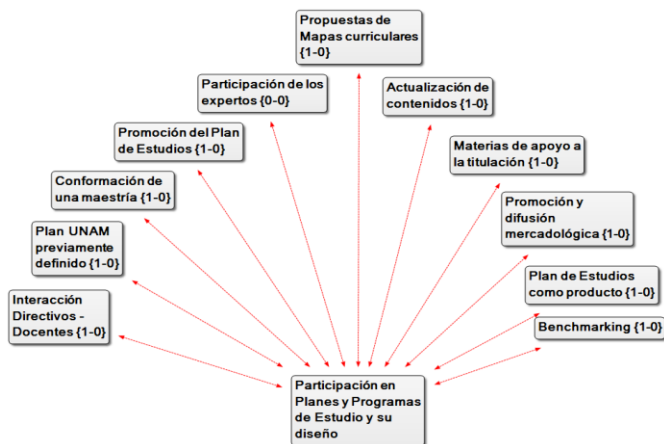 Propuestas de
Mapas curriculares
{1-0}
Participación de los
expertos {0-0}
Actualización de
contenidos {1-0}
Promoción del Plan
de Estudios {1-0}
Materias de apoyo a
la titulación {1-0}
Conformación de
una maestría {1-0}
Promoción y
difusión
mercadológica
{1-0}
Plan UNAM
previamente
definido {1-0}
Plan de Estudios
como producto {1-0}
Interacción
Directivos -
Docentes {1-0}
Benchmarking {1-0}
Participación en
Planes y Programas
de Estudio y su
diseño